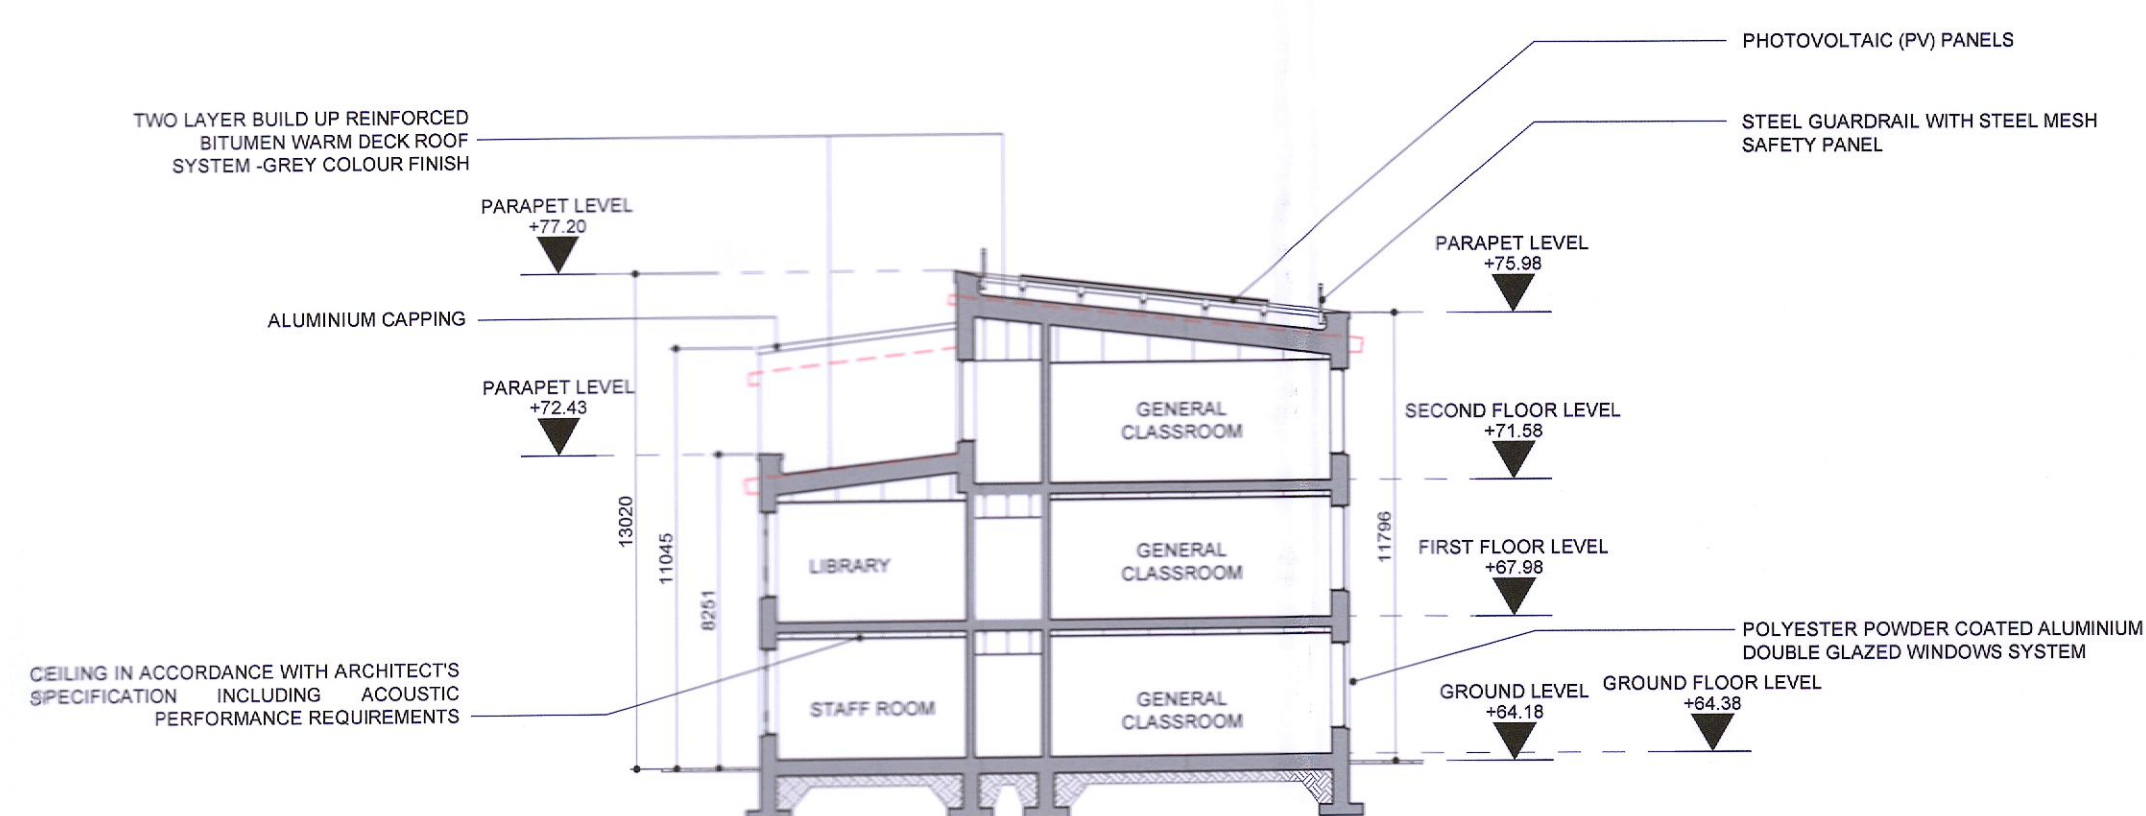 PHOTOVOLTAIC (PV) PANELS
TWO LAYER BUILD UP REINFORCED
BITUMEN WARM DECK ROOF
SYSTEM -GREY COLOUR FINISH
STEEL GUARDRAIL WITH STEEL MESH
SAFETY PANEL
PARAPET LEVEL
+77.20
PARAPET LEVEL
+75.98
ALUMINIUM CAPPING
PARAPET LEVEL
+72.43
GENERAL
CLASSROOM
SECOND FLOOR LEVEL
+71.58
13020
11045
8251
LIBRARY
GENERAL
CLASSROOM
11796
FIRST FLOOR LEVEL
+67.98
POLYESTER POWDER COATED ALUMINIUM
DOUBLE GLAZED WINDOWS SYSTEM
CEILING IN ACCORDANCE WITH ARCHITECT'S
SPECIFICATION INCLUDING ACOUSTIC
PERFORMANCE REQUIREMENTS
STAFF ROOM
GENERAL
CLASSROOM
GROUND LEVEL
+64.18
GROUND FLOOR LEVEL
+64.38